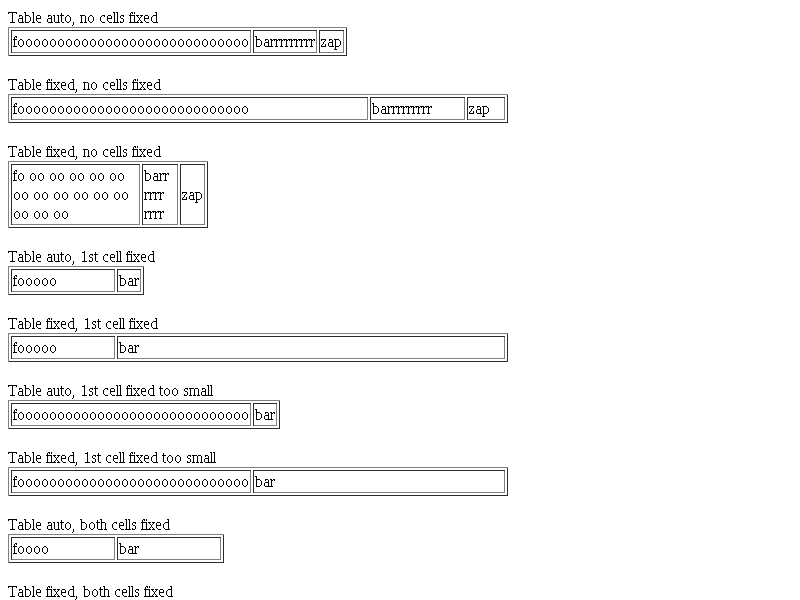 Table auto, no cells fixed
fooooooooooooooooooooooooooooo barrrrrrrrr zap
Table fixed, no cells fixed
fooooooooooooooooooooooooooooo barrrrrrrrr zap
Table fixed, no cells fixed
fo oo oo oo oo oo barr
oo oo oo oo oo oo rrrr zap
oo oo oo rrrr
Table auto, 1st cell fixed
fooooo bar
Table fixed, 1st cell fixed
fooooo bar
Table auto, 1st cell fixed too small
fooooooooooooooooooooooooooooo bar
Table fixed, 1st cell fixed too small
fooooooooooooooooooooooooooooo bar
Table auto, both cells fixed
foooo bar
Table fixed, both cells fixed